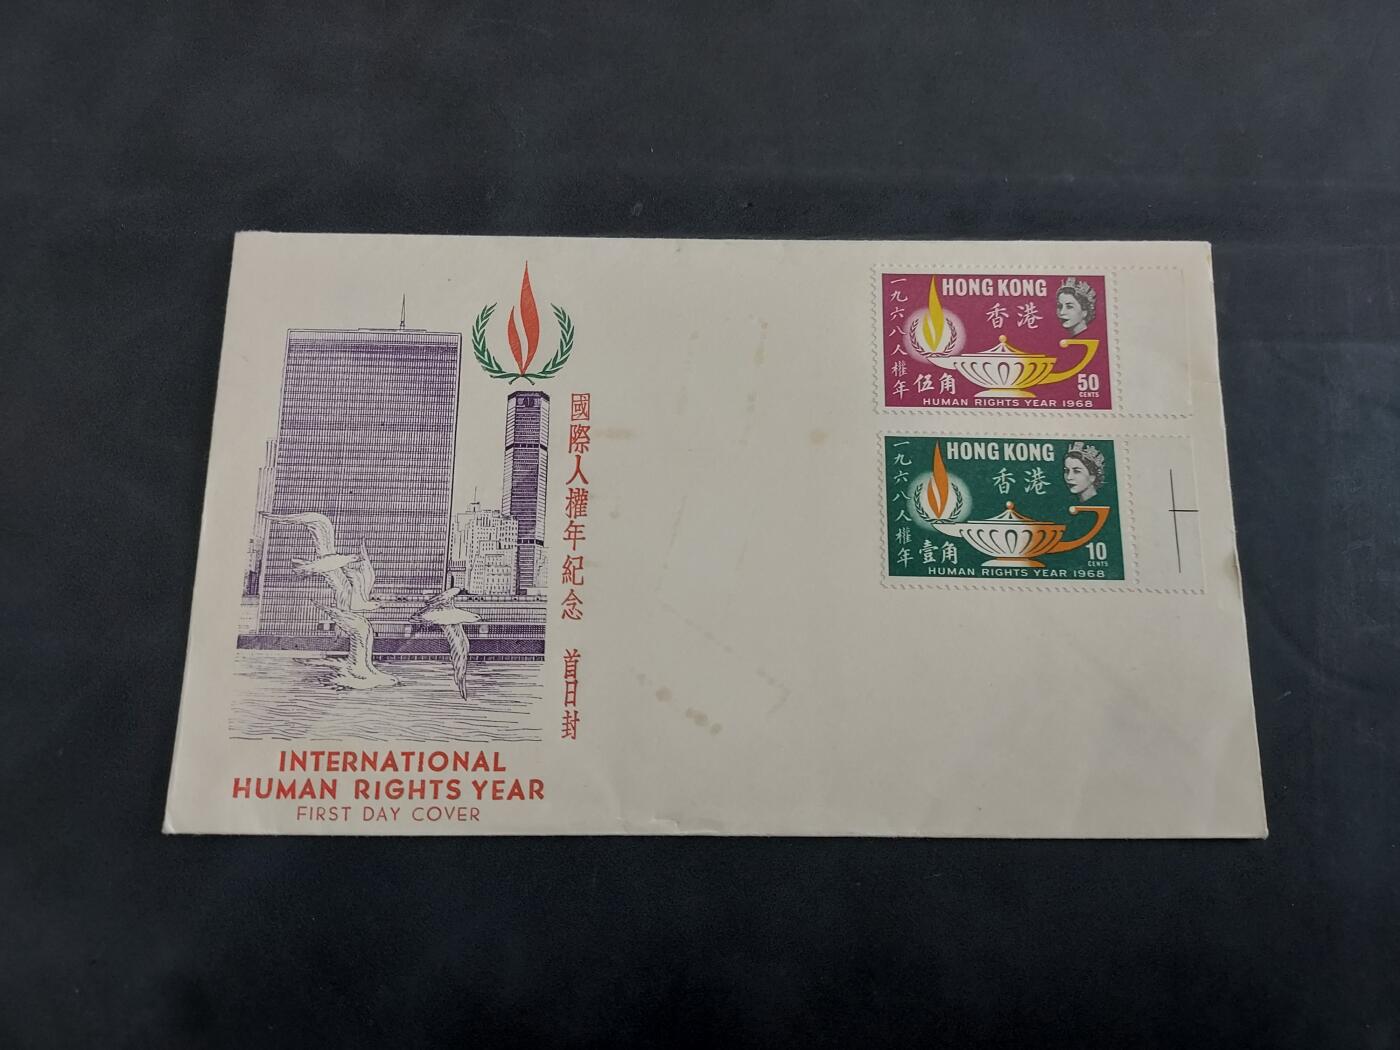 國際人權年紀念 首日封
INTERNATIONAL
HUMAN RIGHTS YEAR
FIRST DAY COVER
HONG KONG
香港
一九六八人權年
伍角
50
CENTS
HUMAN RIGHTS YEAR 1968
HONG KONG
香港
一九六八人權年
壹角
10
CENTS
HUMAN RIGHTS YEAR 1968